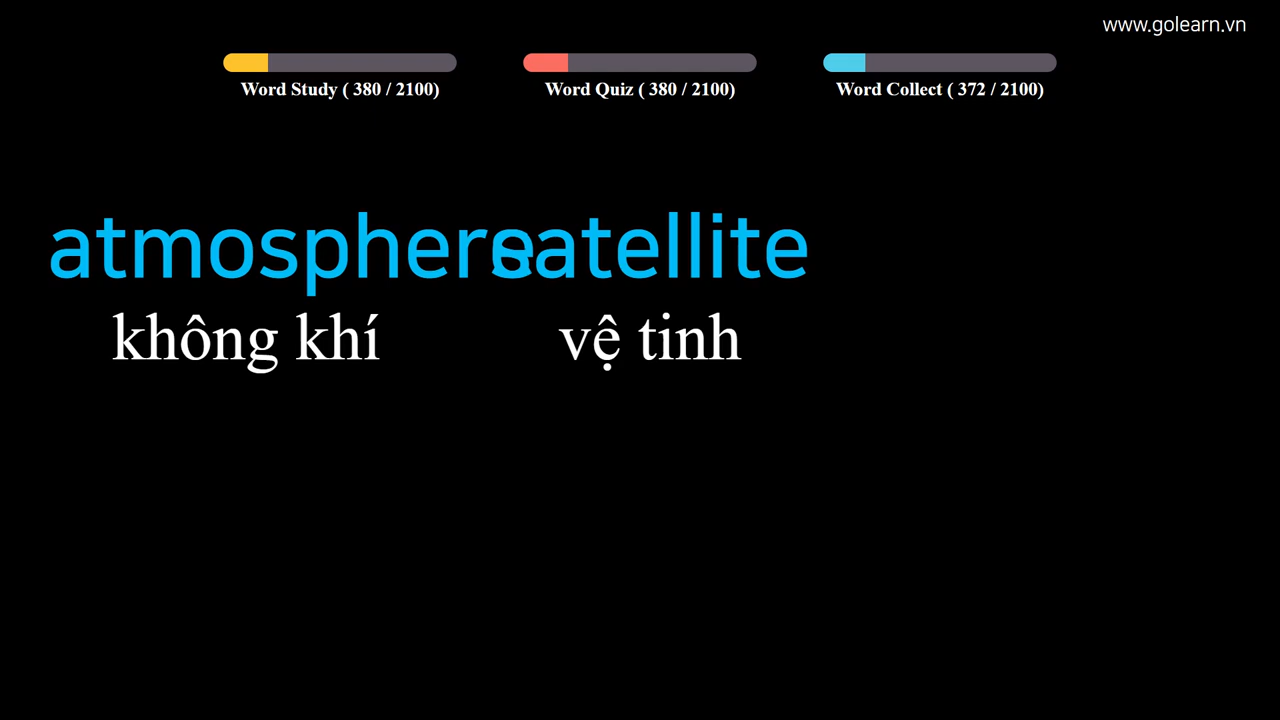 www.golearn.vn
Word Study ( 380 / 2100)
Word Quiz ( 380 / 2100)
Word Collect ( 372 / 2100)
atmosphere satellite
không khí vệ tinh